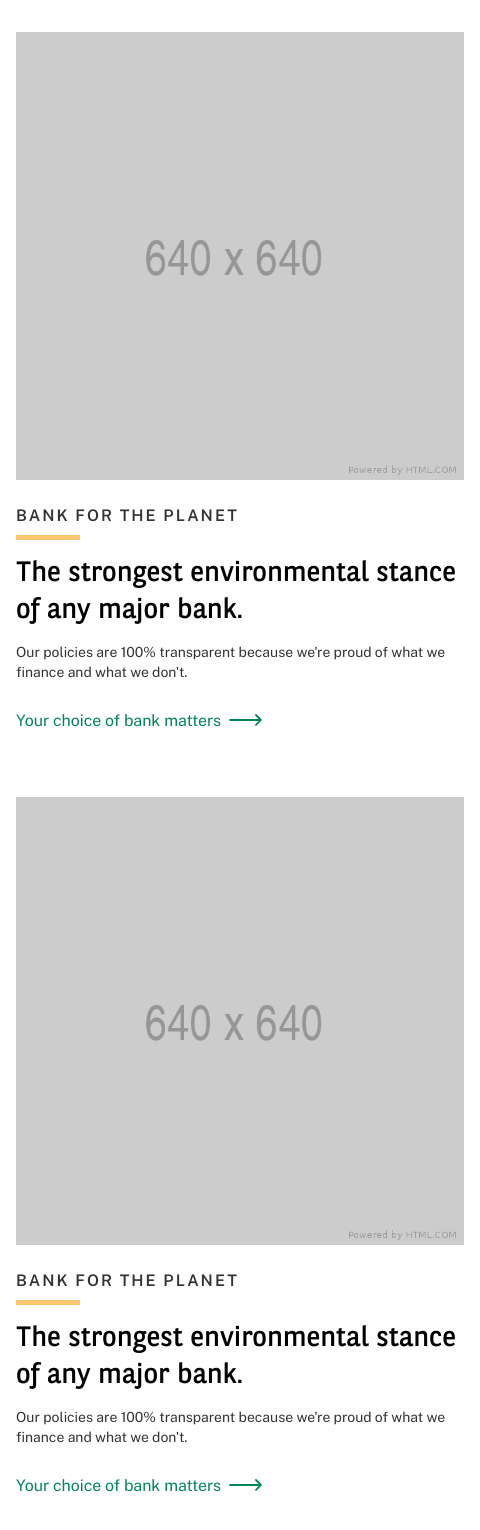 640 x 640
Powered by HTML.COM
BANK FOR THE PLANET
The strongest environmental stance
of any major bank.
Our policies are 100% transparent because we're proud of what we
finance and what we don't.
Your choice of bank matters
640 x 640
Powered by HTML.COM
BANK FOR THE PLANET
The strongest environmental stance
of any major bank.
Our policies are 100% transparent because we're proud of what we
finance and what we don't.
Your choice of bank matters